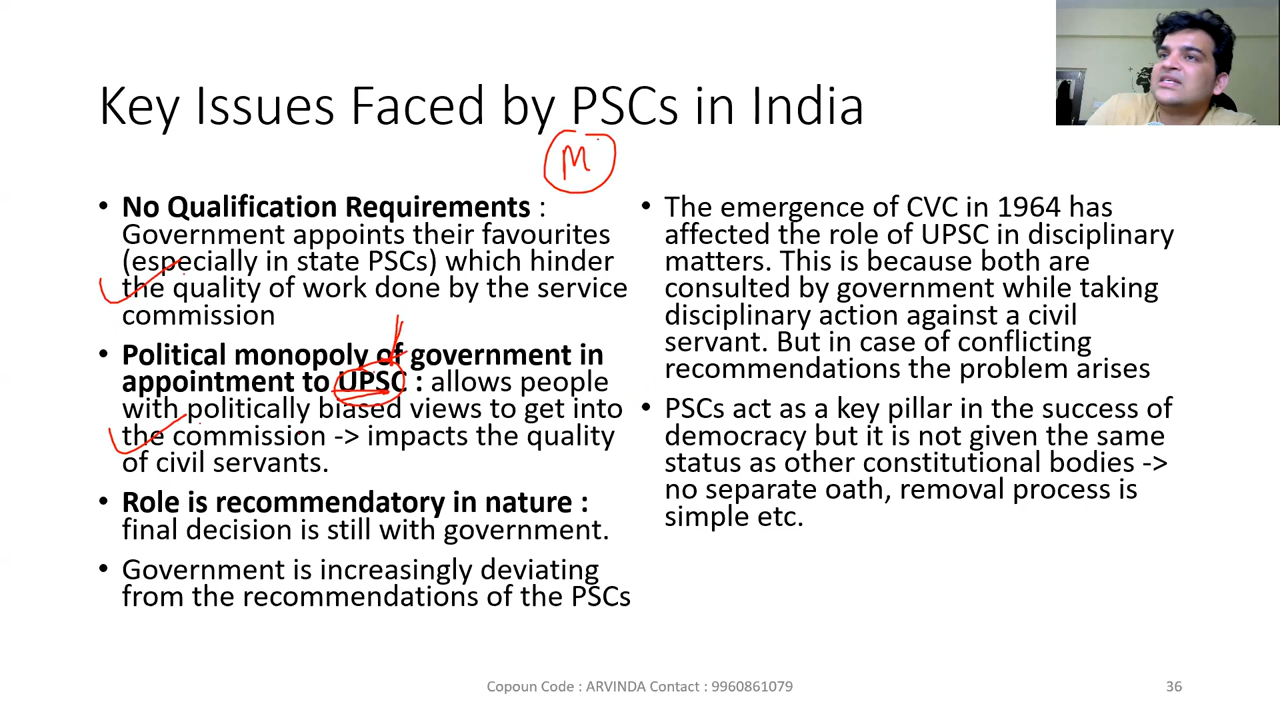 Key Issues Faced by PSCs in India
M
• No Qualification Requirements :
Government appoints their favourites
(especially in state PSCs) which hinder
the quality of work done by the service
commission
• Political monopoly of government in
appointment to UPSC : allows people
with politically biased views to get into
the commission -> impacts the quality
of civil servants.
• Role is recommendatory in nature :
final decision is still with government.
• Government is increasingly deviating
from the recommendations of the PSCs
• The emergence of CVC in 1964 has
affected the role of UPSC in disciplinary
matters. This is because both are
consulted by government while taking
disciplinary action against a civil
servant. But in case of conflicting
recommendations the problem arises
• PSCs act as a key pillar in the success of
democracy but it is not given the same
status as other constitutional bodies ->
no separate oath, removal process is
simple etc.
Copoun Code : ARVINDA Contact : 9960861079
36